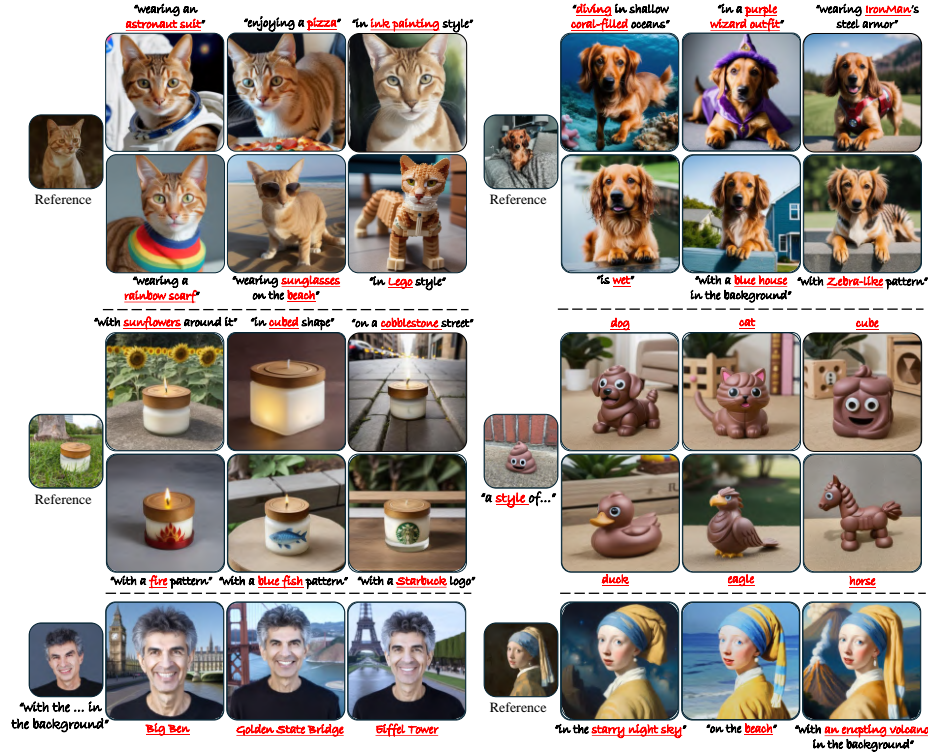 "wearing an
astronaut suit"
"enjoying a pizza"
"in ink painting style"
Reference
"wearing a
rainbow scarf"
"wearing sunglasses
on the beach"
"in Lego style"
"diving in shallow
coral-filled oceans"
"in a purple
wizard outfit"
"wearing IronMan's
steel armor"
Reference
"is wet"
"with a blue house
in the background"
"with Zebra-like pattern"
"with sunflowers around it"
"in cubed shape"
"on a cobblestone street"
Reference
"with a fire pattern"
"with a blue fish pattern"
"with a Starbuck logo"
dog
cat
cube
"a style of..."
duck
eagle
horse
"with the ... in
the background"
Big Ben
Golden State Bridge
Eiffel Tower
Reference
"in the starry night sky"
"on the beach"
"with an erupting volcano
in the background"